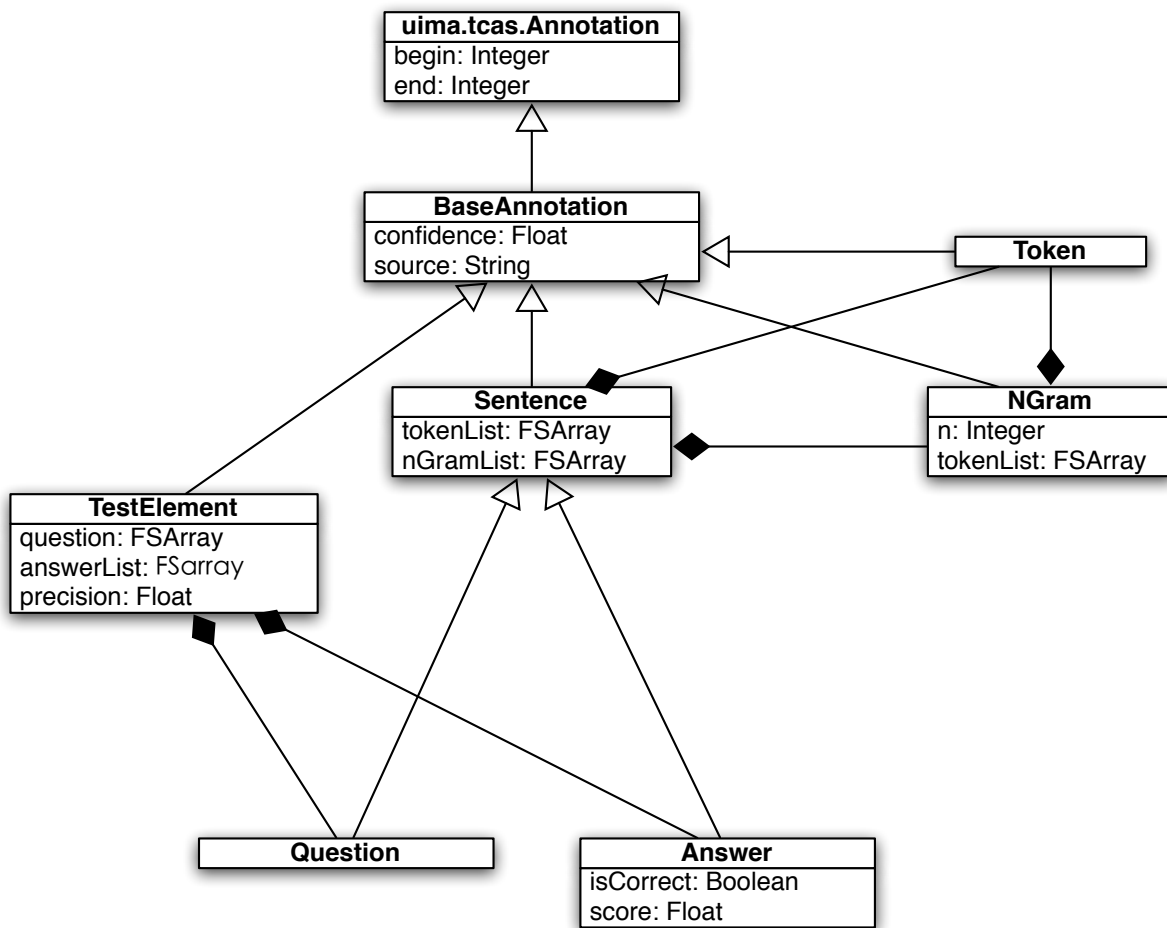 uima.tcas.Annotation
begin: Integer
end: Integer
BaseAnnotation
confidence: Float
source: String
Token
Sentence
tokenList: FSArray
nGramList: FSArray
NGram
n: Integer
tokenList: FSArray
TestElement
question: FSArray
answerList: FSarray
precision: Float
Question
Answer
isCorrect: Boolean
score: Float